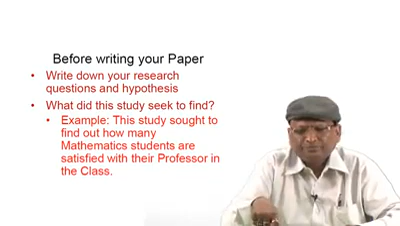 Before writing your Paper
• Write down your research
questions and hypothesis
• What did this study seek to find?
• Example: This study sought to
find out how many
Mathematics students are
satisfied with their Professor in
the Class.